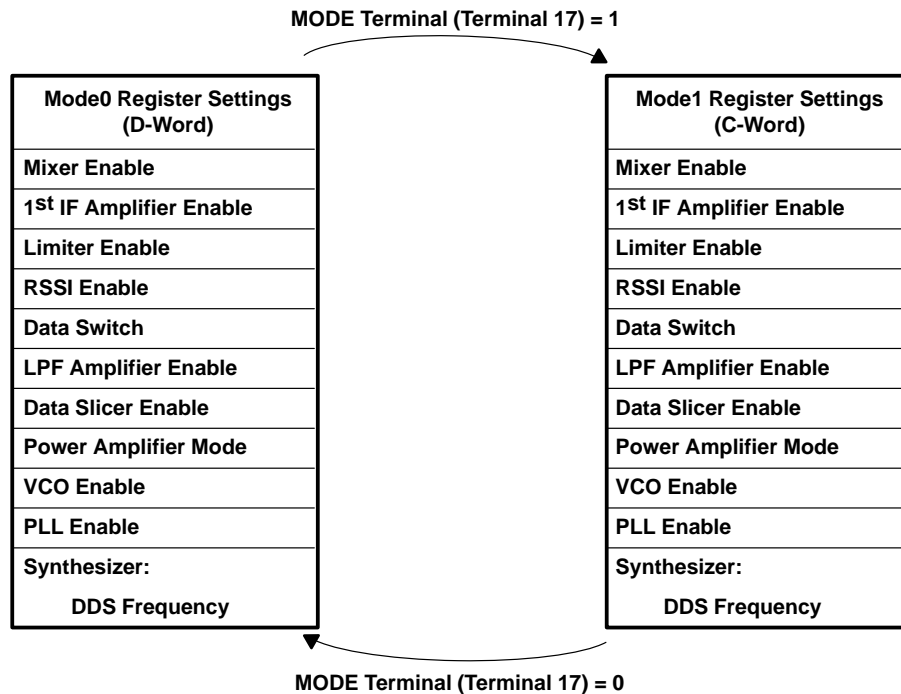 MODE Terminal (Terminal 17) = 1
Mode0 Register Settings
(D-Word)
Mixer Enable
1st IF Amplifier Enable
Limiter Enable
RSSI Enable
Data Switch
LPF Amplifier Enable
Data Slicer Enable
Power Amplifier Mode
VCO Enable
PLL Enable
Synthesizer:
DDS Frequency
Mode1 Register Settings
(C-Word)
Mixer Enable
1st IF Amplifier Enable
Limiter Enable
RSSI Enable
Data Switch
LPF Amplifier Enable
Data Slicer Enable
Power Amplifier Mode
VCO Enable
PLL Enable
Synthesizer:
DDS Frequency
MODE Terminal (Terminal 17) = 0